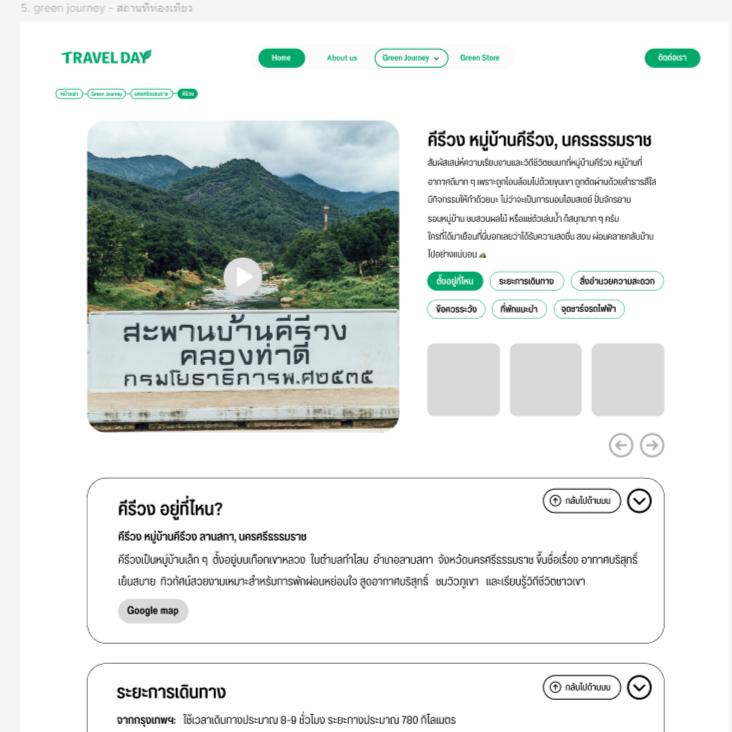 5. green journey - สถานที่ท่องเที่ยว
TRAVEL DAY
Home
About us
Green Journey
Green Store
ติดต่อเรา
หน้าแรก
Green Journey
นครศรีธรรมราช
คีรีวง
คีรีวง หมู่บ้านคีรีวง, นครธรรมราช
สัมผัสเสน่ห์ความเรียบง่านและวิถีชีวิตชนบทที่หมู่บ้านคีรีวง หมู่บ้านที่
อากาศดีมาก ๆ เพราะถูกโอบล้อมไปด้วยขุนเขา ถูกตัดผ่านด้วยลำธารสีใส
มีกิจกรรมให้ทำด้วยนะ ไม่ว่าจะเป็นการนอนโฮมสเตย์ ปั่นจักรยาน
รอบหมู่บ้าน ชมสวนผลไม้ หรือแช่ตัวเล่นน้ำ ก็สนุกมาก ๆ ครับ
ใครที่ได้มาเยือนที่นี่บอกเลยว่าได้รับความสดชื่น สงบ ผ่อนคลายกลับบ้าน
ไปอย่างแน่นอน
ตั้งอยู่ที่ไหน
ระยะการเดินทาง
สิ่งอำนวยความสะดวก
ข้อควรระวัง
ที่พักแนะนำ
จุดชาร์จรถไฟฟ้า
สะพานบ้านคีรีวง
คลองท่าดี
กรมโยธาธิการพ.ศ๒๕๓๕
คีรีวง อยู่ที่ไหน?
กลับไปด้านบน
คีรีวง หมู่บ้านคีรีวง ลานสกา, นครศรีธรรมราช
คีรีวงเป็นหมู่บ้านเล็ก ๆ ตั้งอยู่บนเทือกเขาหลวง ในตำบลกำโลน อำเภอลานสกา จังหวัดนครศรีธรรมราช ขึ้นชื่อเรื่อง อากาศบริสุทธิ์
เย็นสบาย ทิวทัศน์สวยงามเหมาะสำหรับการพักผ่อนหย่อนใจ สูดอากาศบริสุทธิ์ ชมวิวภูเขา และเรียนรู้วิถีชีวิตชาวเขา
Google map
ระยะการเดินทาง
กลับไปด้านบน
จากกรุงเทพฯ: ใช้เวลาเดินทางประมาณ 8-9 ชั่วโมง ระยะทางประมาณ 780 กิโลเมตร